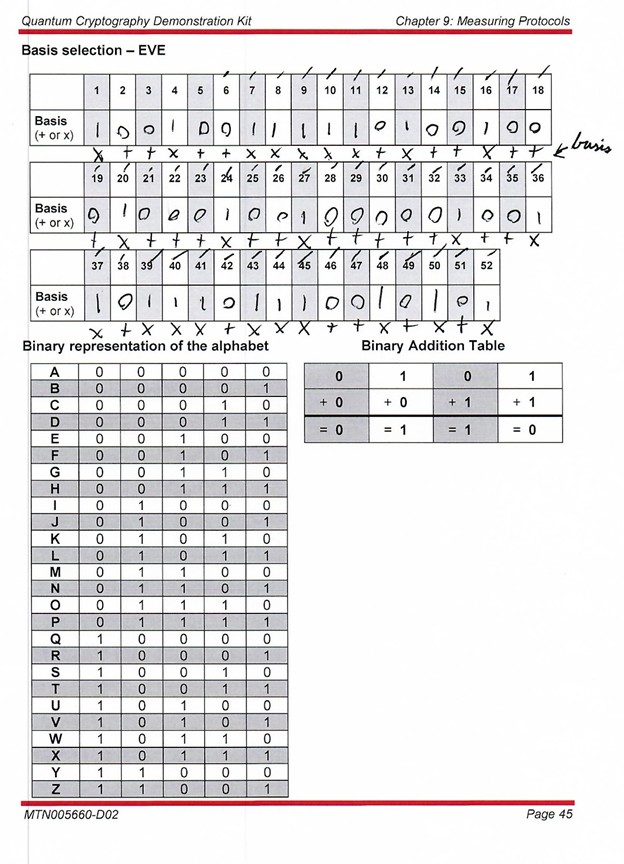 Quantum Cryptography Demonstration Kit Chapter 9: Measuring Protocols
Basis selection – EVE
1 2 3 4 5 6 7 8 9 10 11 12 13 14 15 16 17 18
Basis (+ or x) 1 0 0 1 0 0 1 1 1 1 1 0 1 0 0 1 0 0
x + + x + + x x x x x + x + + x + +
← basis
19 20 21 22 23 24 25 26 27 28 29 30 31 32 33 34 35 36
Basis (+ or x) 0 1 0 0 0 1 0 0 1 0 0 0 0 0 1 0 0 1
+ x + + + x + + x + + + + + x + + x
37 38 39 40 41 42 43 44 45 46 47 48 49 50 51 52
Basis (+ or x) 1 0 1 1 1 0 1 1 1 0 0 1 0 1 0 1
x + x x x + x x x + + x + x + x
Binary representation of the alphabet Binary Addition Table
A 0 0 0 0 0
B 0 0 0 0 1
C 0 0 0 1 0
D 0 0 0 1 1
E 0 0 1 0 0
F 0 0 1 0 1
G 0 0 1 1 0
H 0 0 1 1 1
I 0 1 0 0 0
J 0 1 0 0 1
K 0 1 0 1 0
L 0 1 0 1 1
M 0 1 1 0 0
N 0 1 1 0 1
O 0 1 1 1 0
P 0 1 1 1 1
Q 1 0 0 0 0
R 1 0 0 0 1
S 1 0 0 1 0
T 1 0 0 1 1
U 1 0 1 0 0
V 1 0 1 0 1
W 1 0 1 1 0
X 1 0 1 1 1
Y 1 1 0 0 0
Z 1 1 0 0 1
0 1 0 1
+ 0 + 0 + 1 + 1
= 0 = 1 = 1 = 0
MTN005660-D02 Page 45